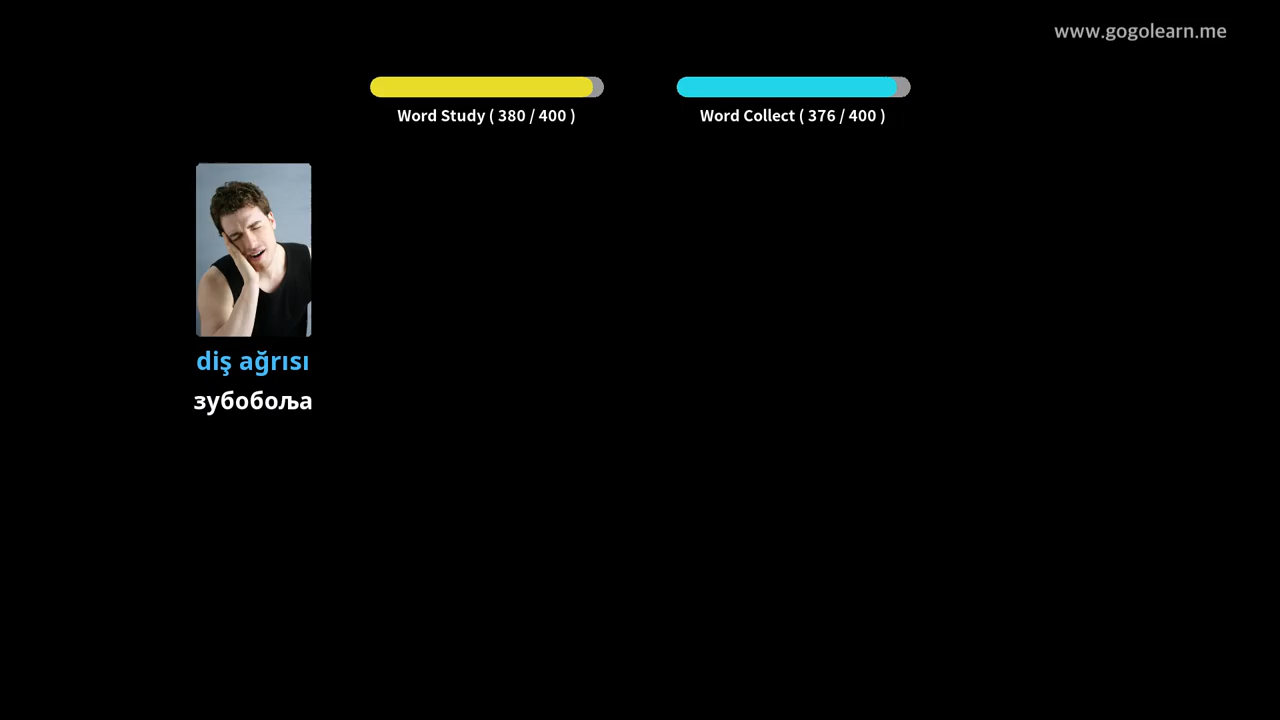 www.gogolearn.me
Word Study ( 380 / 400 )
Word Collect ( 376 / 400 )
diş ağrısı
зубобоља